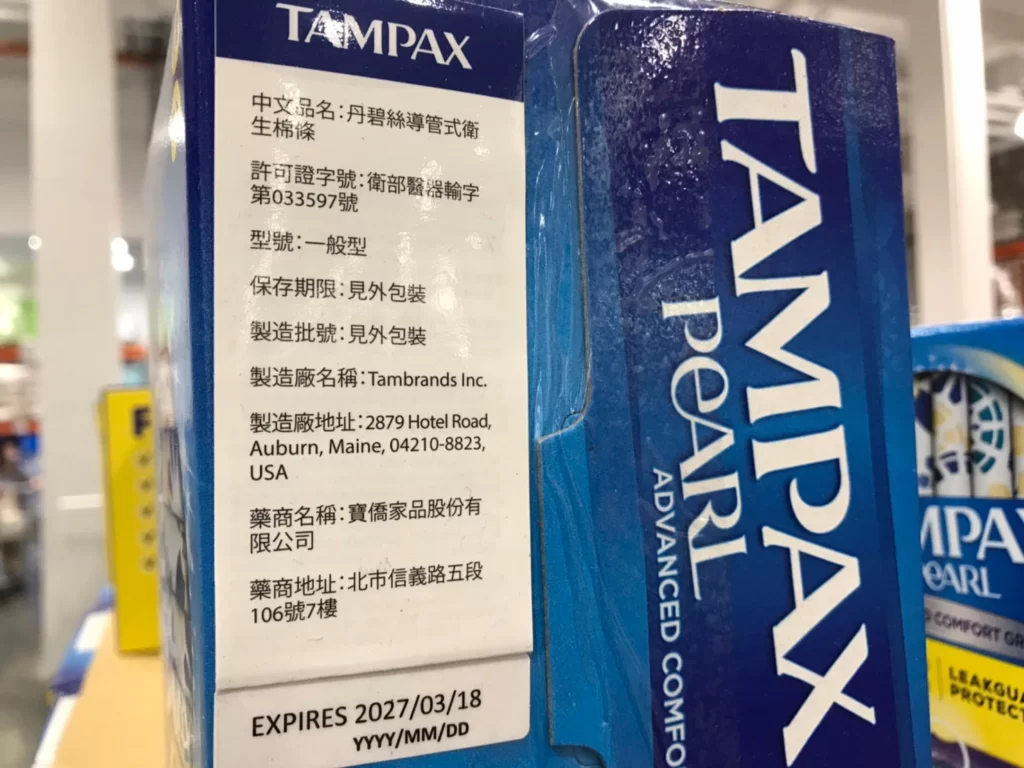 TAMPAX
中文品名：丹碧絲導管式衛
生棉條
許可證字號：衛部醫器輸字
第033597號
型號：一般型
保存期限：見外包裝
製造批號：見外包裝
製造廠名稱：Tambrands Inc.
製造廠地址：2879 Hotel Road,
Auburn, Maine, 04210-8823,
USA
藥商名稱：寶僑家品股份有
限公司
藥商地址：北市信義路五段
106號7樓
EXPIRES 2027/03/18
YYYY/MM/DD
TAMPAX
PEARL
ADVANCED COMFO
MPAX
EARL
COMFORT GR
LEAKGUA
PROTECT